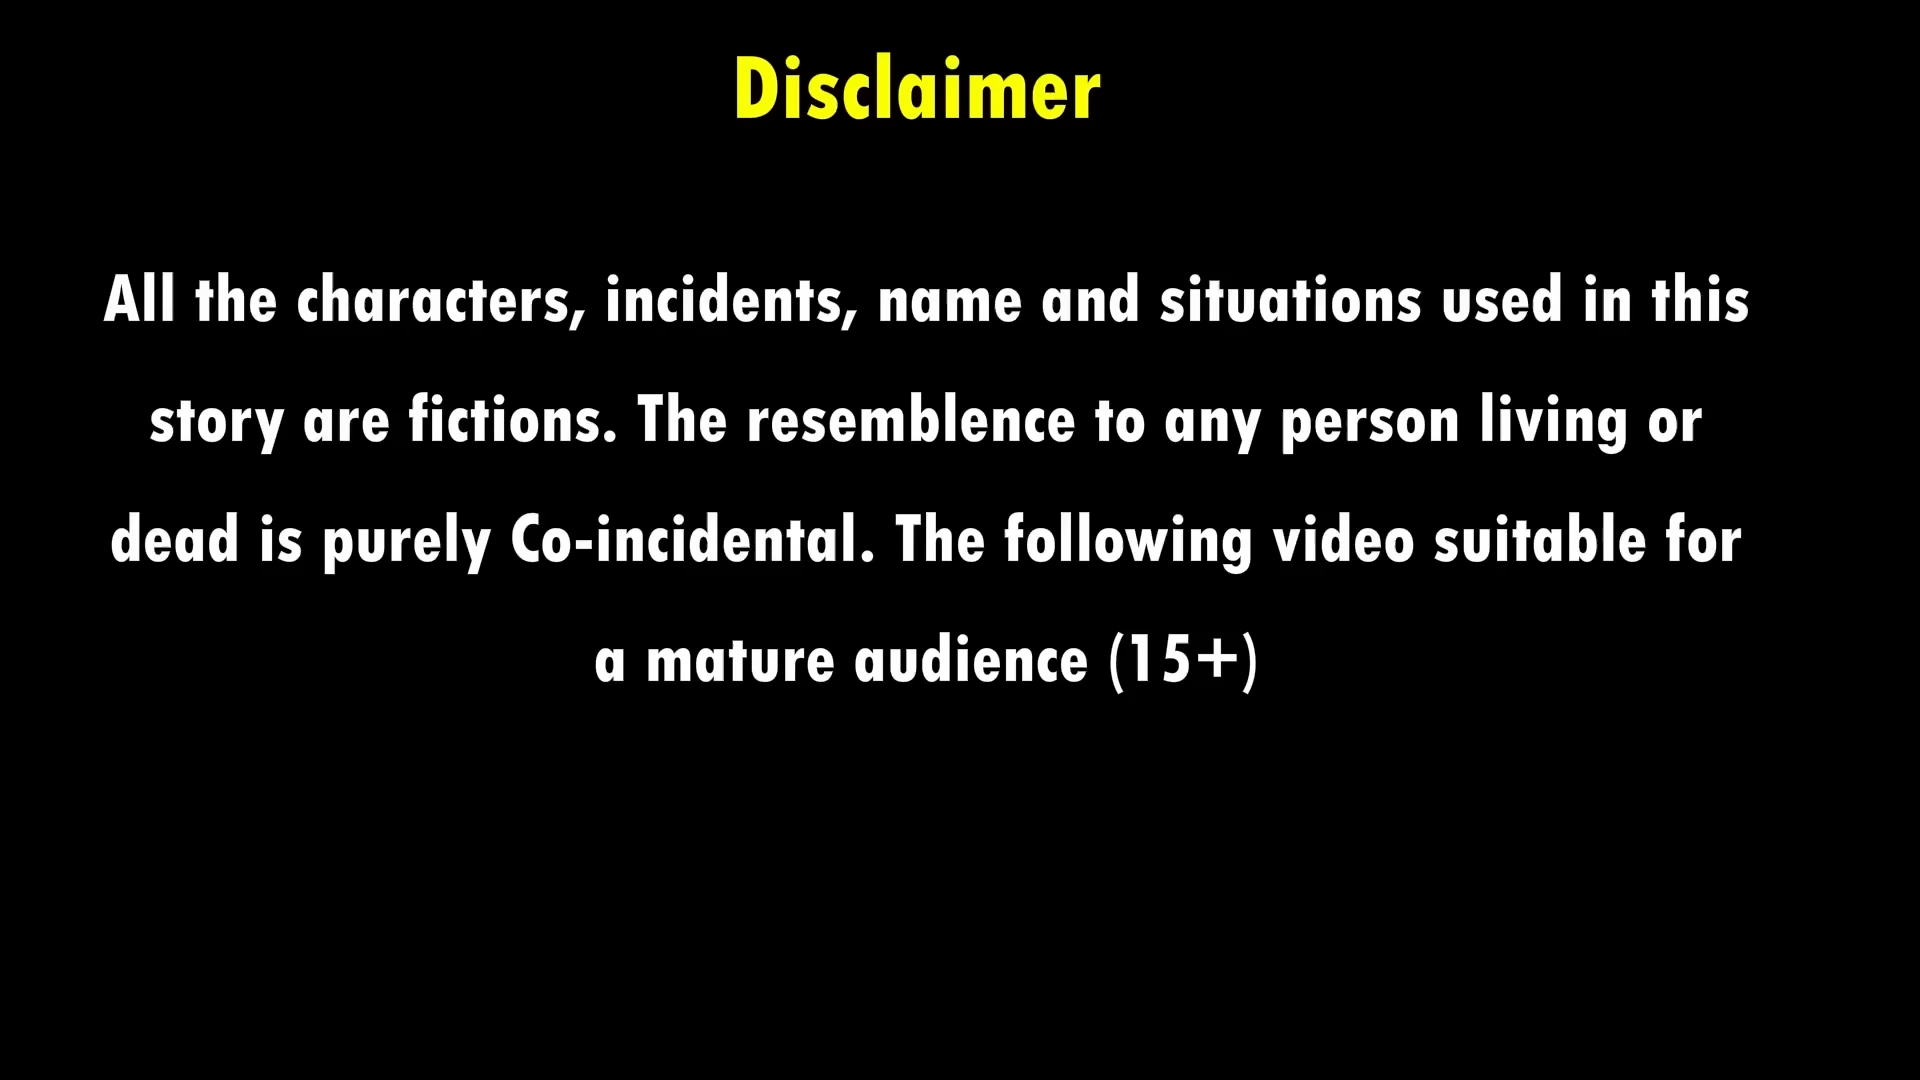 Disclaimer
All the characters, incidents, name and situations used in this
story are fictions. The resemblence to any person living or
dead is purely Co-incidental. The following video suitable for
a mature audience (15+)